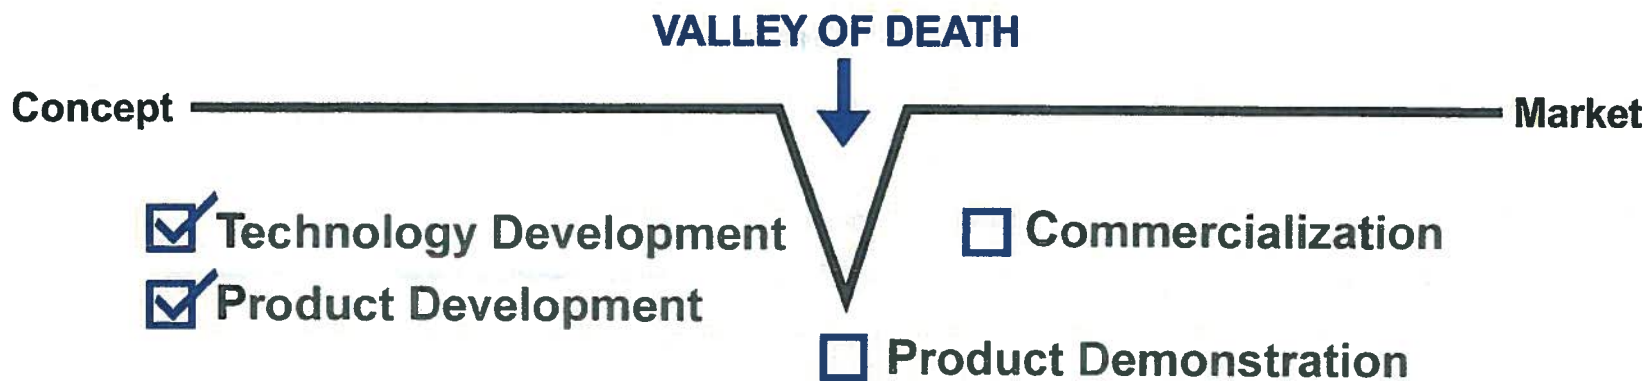 VALLEY OF DEATH
Concept
Market
Technology Development
Commercialization
Product Development
Product Demonstration